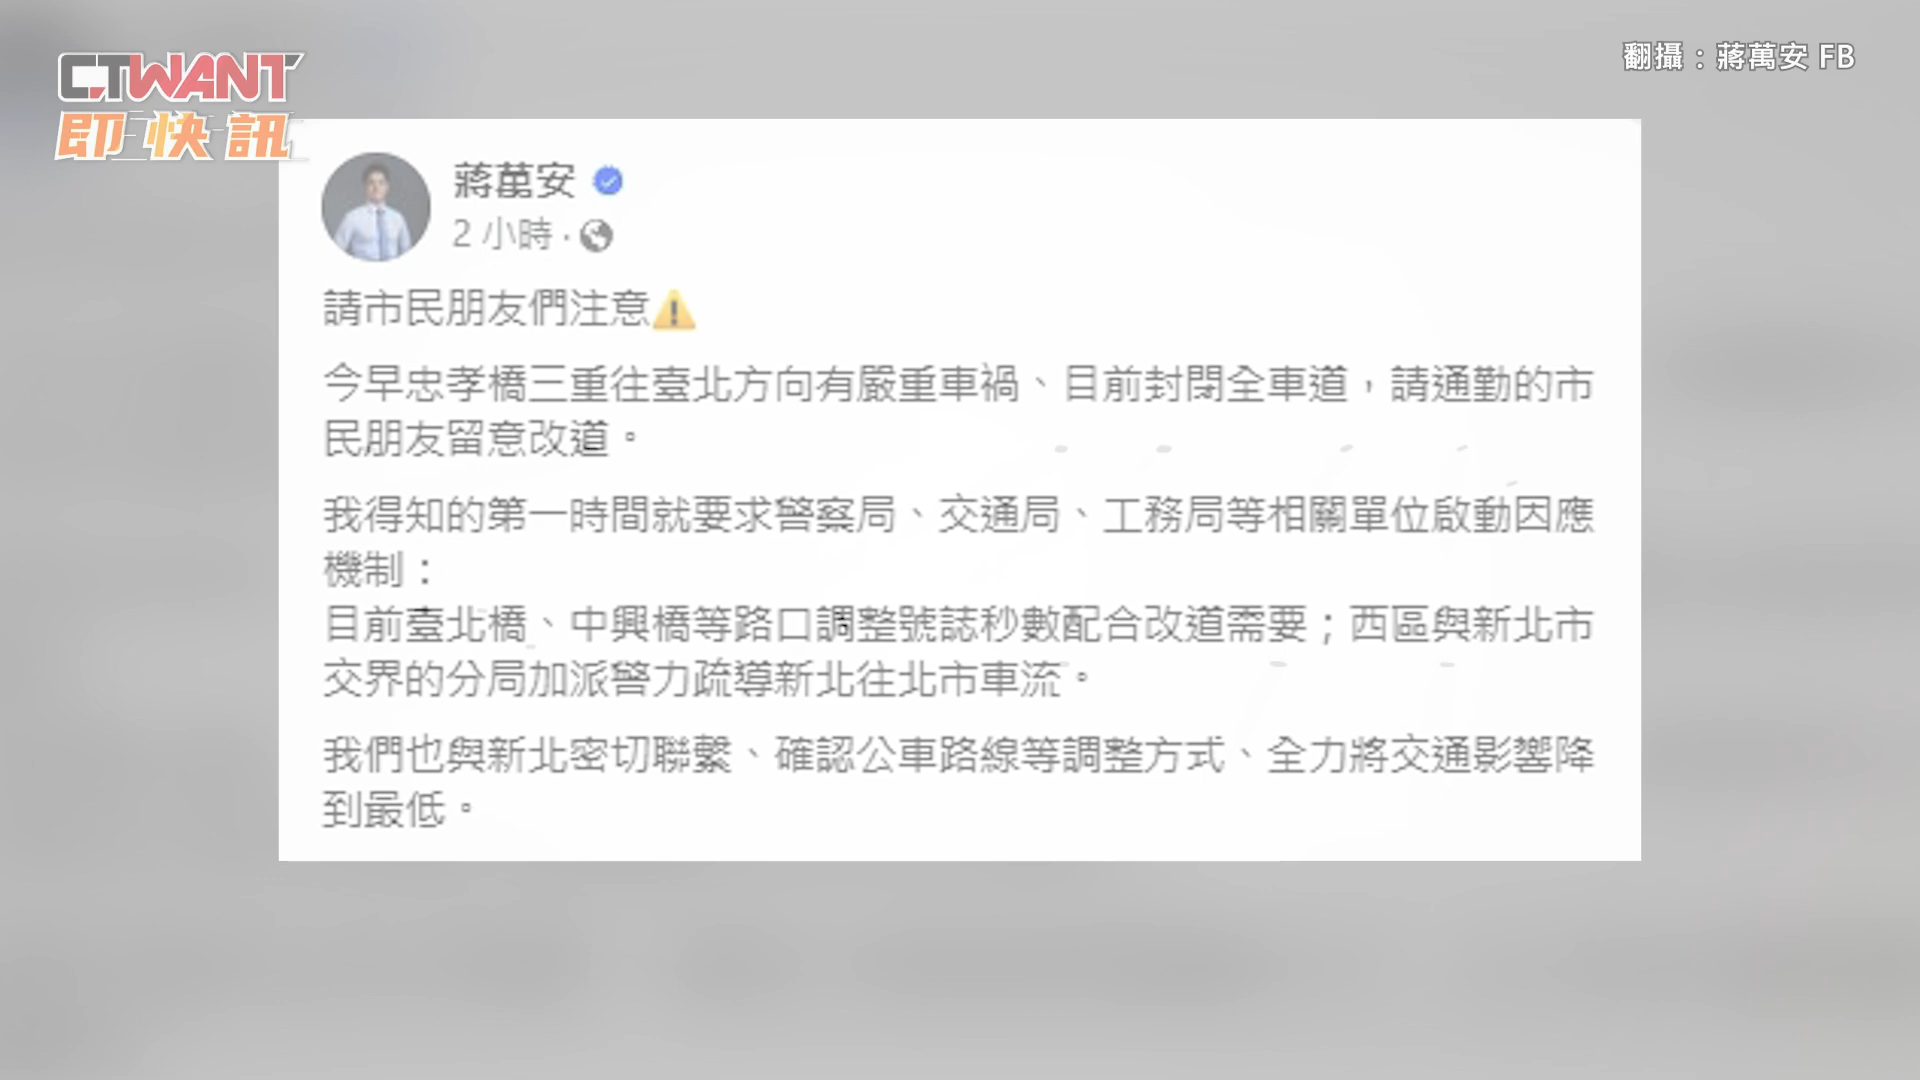 CTWANT
即快訊
翻攝：蔣萬安 FB
蔣萬安
2 小時 ·
請市民朋友們注意⚠️
今早忠孝橋三重往臺北方向有嚴重車禍、目前封閉全車道，請通勤的市
民朋友留意改道。
我得知的第一時間就要求警察局、交通局、工務局等相關單位啟動因應
機制：
目前臺北橋、中興橋等路口調整號誌秒數配合改道需要；西區與新北市
交界的分局加派警力疏導新北往北市車流。
我們也與新北密切聯繫、確認公車路線等調整方式、全力將交通影響降
到最低。